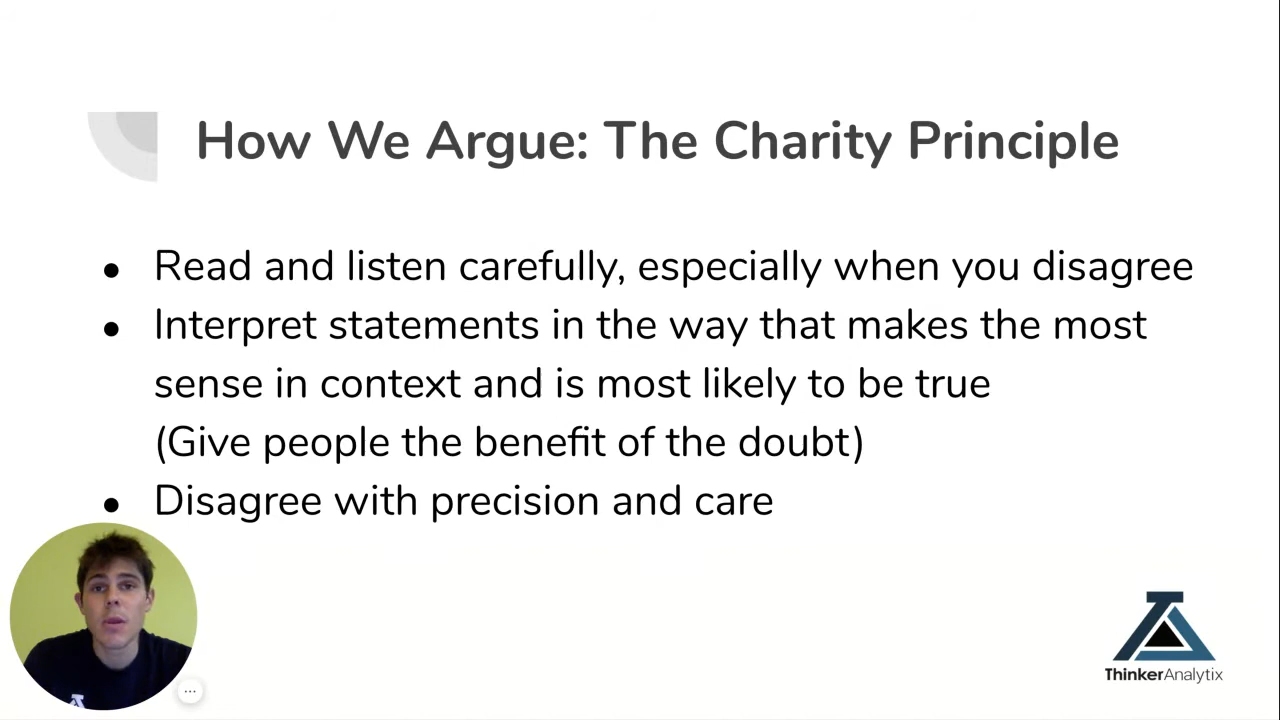 How We Argue: The Charity Principle
● Read and listen carefully, especially when you disagree
● Interpret statements in the way that makes the most
sense in context and is most likely to be true
(Give people the benefit of the doubt)
● Disagree with precision and care
ThinkerAnalytix